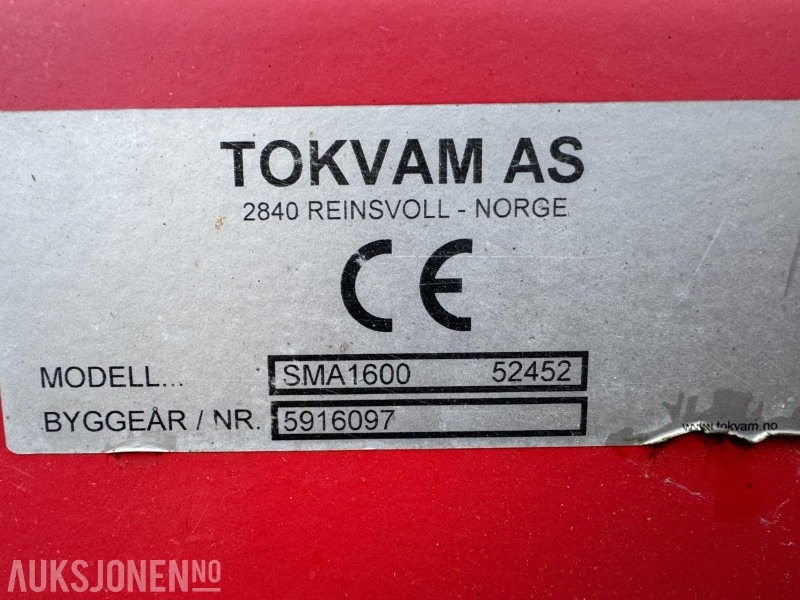 TOKVAM AS
2840 REINSVOLL - NORGE
CE
MODELL... SMA1600 52452
BYGGEÅR / NR. 5916097
www.tokvam.no
AUKSJONEN.NO